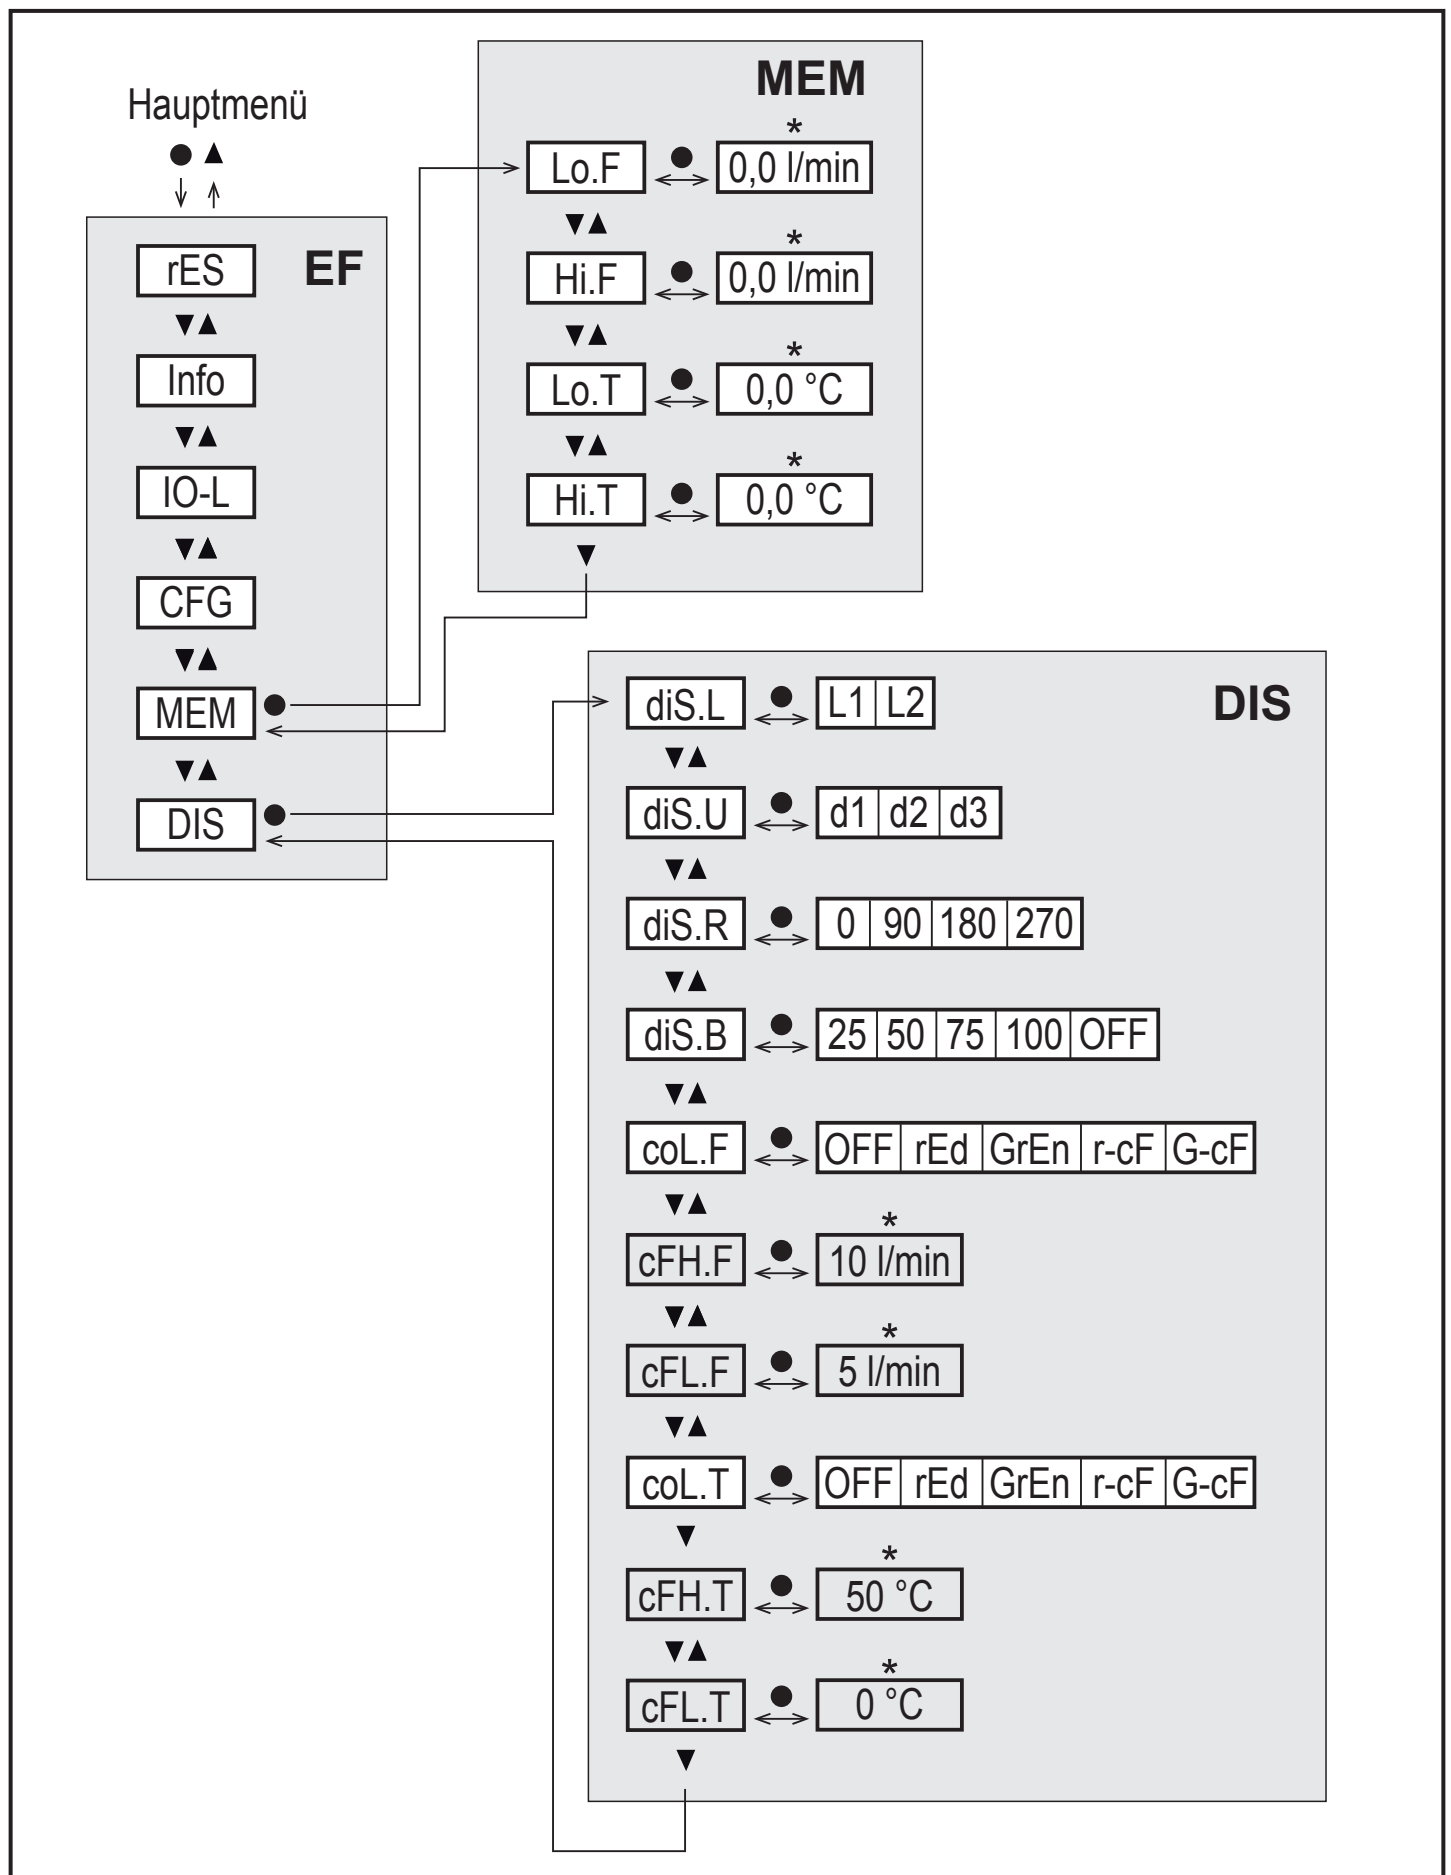 Hauptmenü
EF
rES
Info
IO-L
CFG
MEM
DIS
MEM
*
Lo.F 0,0 l/min
*
Hi.F 0,0 l/min
*
Lo.T 0,0 °C
*
Hi.T 0,0 °C
DIS
diS.L L1 L2
diS.U d1 d2 d3
diS.R 0 90 180 270
diS.B 25 50 75 100 OFF
coL.F OFF rEd GrEn r-cF G-cF
*
cFH.F 10 l/min
*
cFL.F 5 l/min
coL.T OFF rEd GrEn r-cF G-cF
*
cFH.T 50 °C
*
cFL.T 0 °C